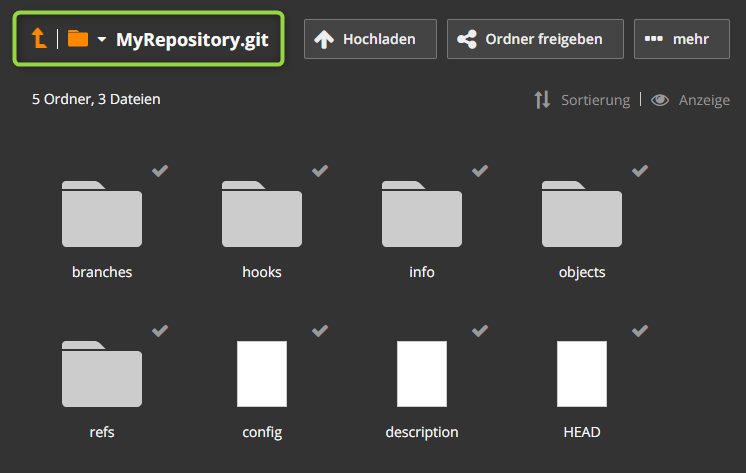 MyRepository.git Hochladen Ordner freigeben mehr
5 Ordner, 3 Dateien Sortierung Anzeige
branches hooks info objects
refs config description HEAD